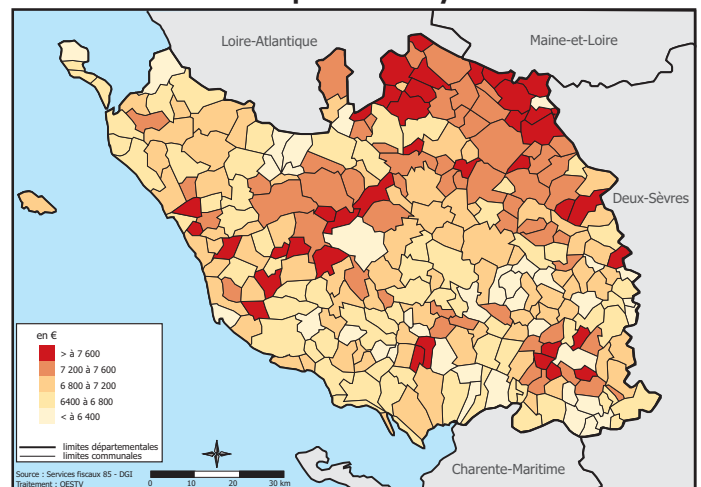 Loire-Atlantique
Maine-et-Loire
Deux-Sèvres
en €
> à 7 600
7 200 à 7 600
6 800 à 7 200
6400 à 6 800
< à 6 400
limites départementales
limites communales
Source : Services fiscaux 85 - DGI
Traitement : OESTV
0 10 20 30 km
Charente-Maritime